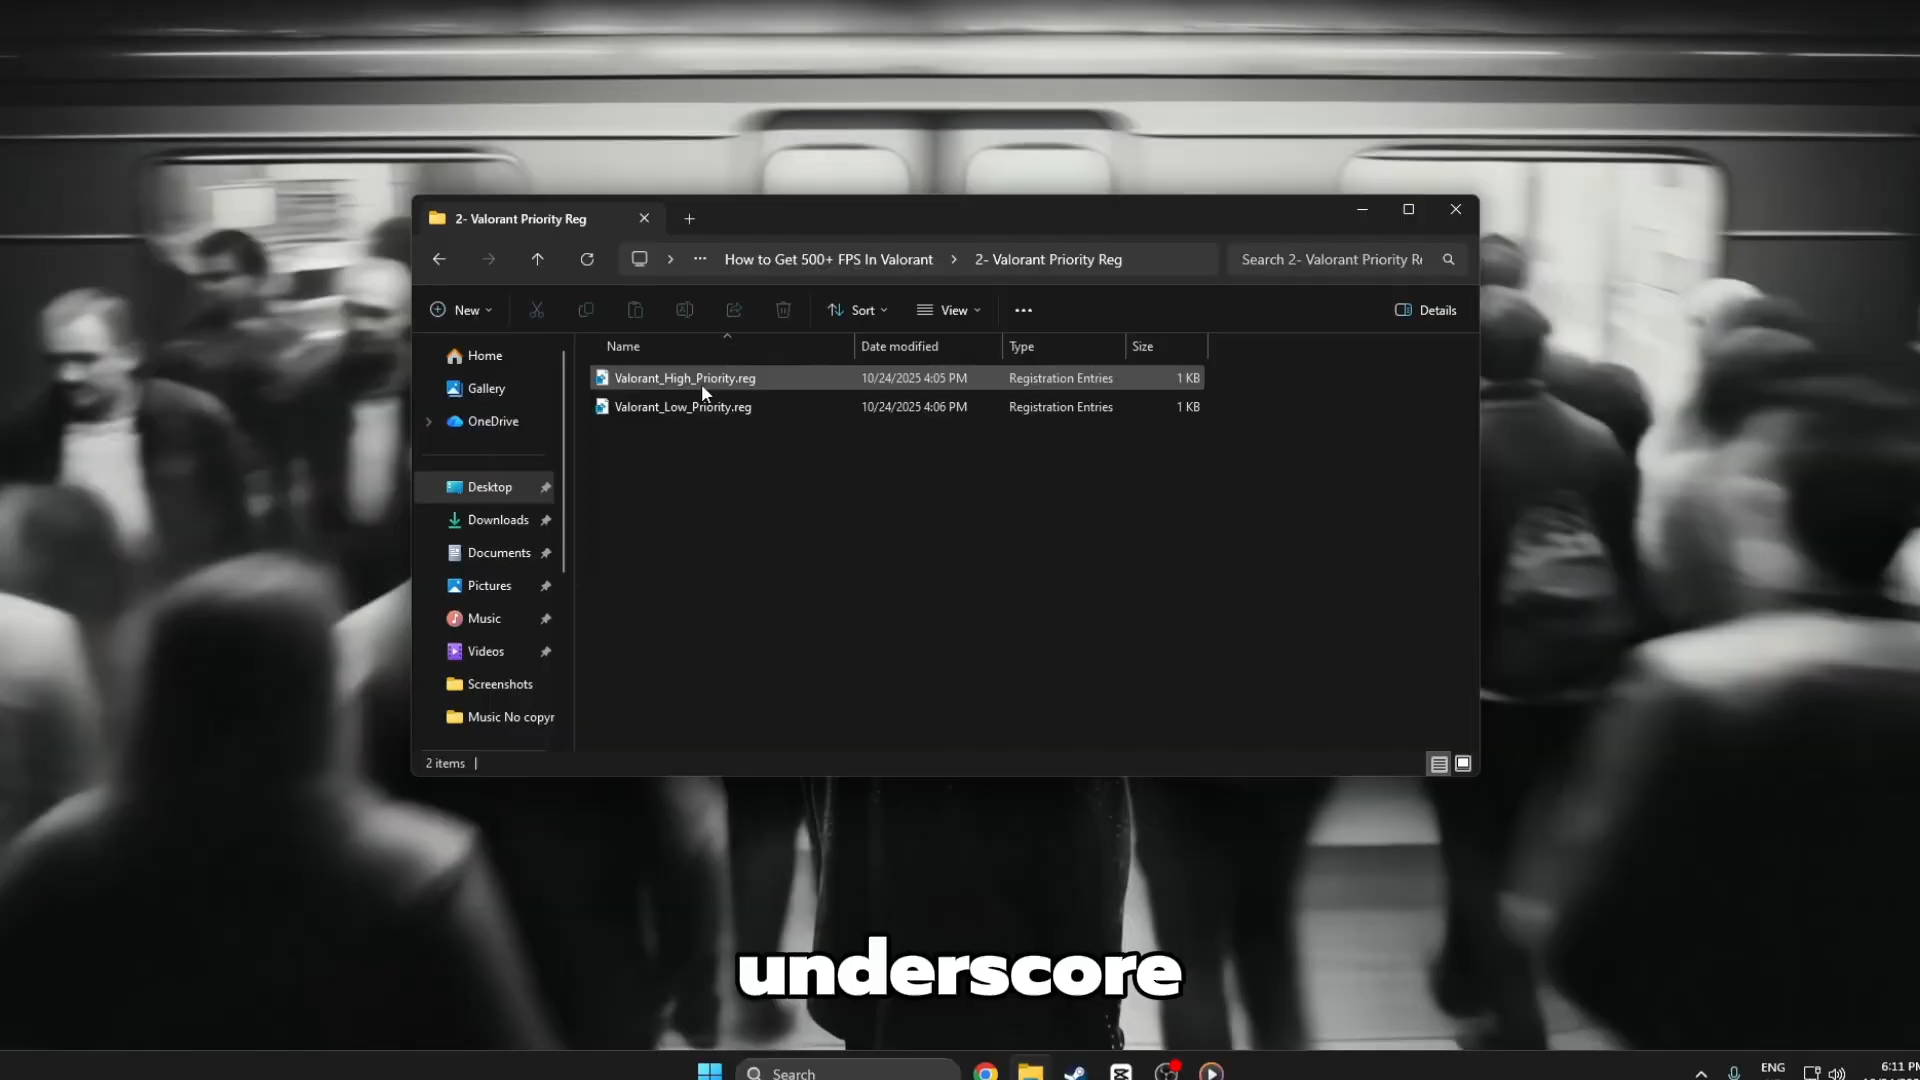 2- Valorant Priority Reg
How to Get 500+ FPS In Valorant
2- Valorant Priority Reg
Search 2- Valorant Priority Re
New
Sort
View
Details
Name
Date modified
Type
Size
Valorant_High_Priority.reg
10/24/2025 4:05 PM
Registration Entries
1 KB
Valorant_Low_Priority.reg
10/24/2025 4:06 PM
Registration Entries
1 KB
Home
Gallery
OneDrive
Desktop
Downloads
Documents
Pictures
Music
Videos
Screenshots
Music No copyr
2 items
underscore
Search
ENG
6:11 PM